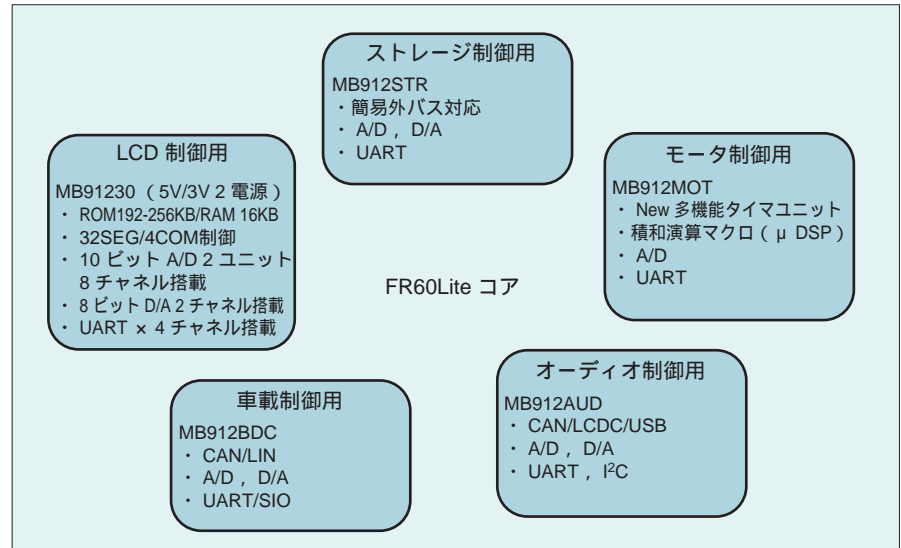 ストレージ制御用
MB912STR
・簡易外バス対応
・A/D , D/A
・UART
LCD 制御用
MB91230 ( 5V/3V 2 電源 )
・ ROM192-256KB/RAM 16KB
・ 32SEG/4COM制御
・ 10 ビット A/D 2 ユニット
8 チャネル搭載
・ 8 ビット D/A 2 チャネル搭載
・ UART × 4 チャネル搭載
モータ制御用
MB912MOT
・ New 多機能タイマユニット
・積和演算マクロ ( μ DSP )
・ A/D
・ UART
FR60Lite コア
車載制御用
MB912BDC
・ CAN/LIN
・ A/D , D/A
・ UART/SIO
オーディオ制御用
MB912AUD
・ CAN/LCDC/USB
・ A/D , D/A
・ UART , I²C